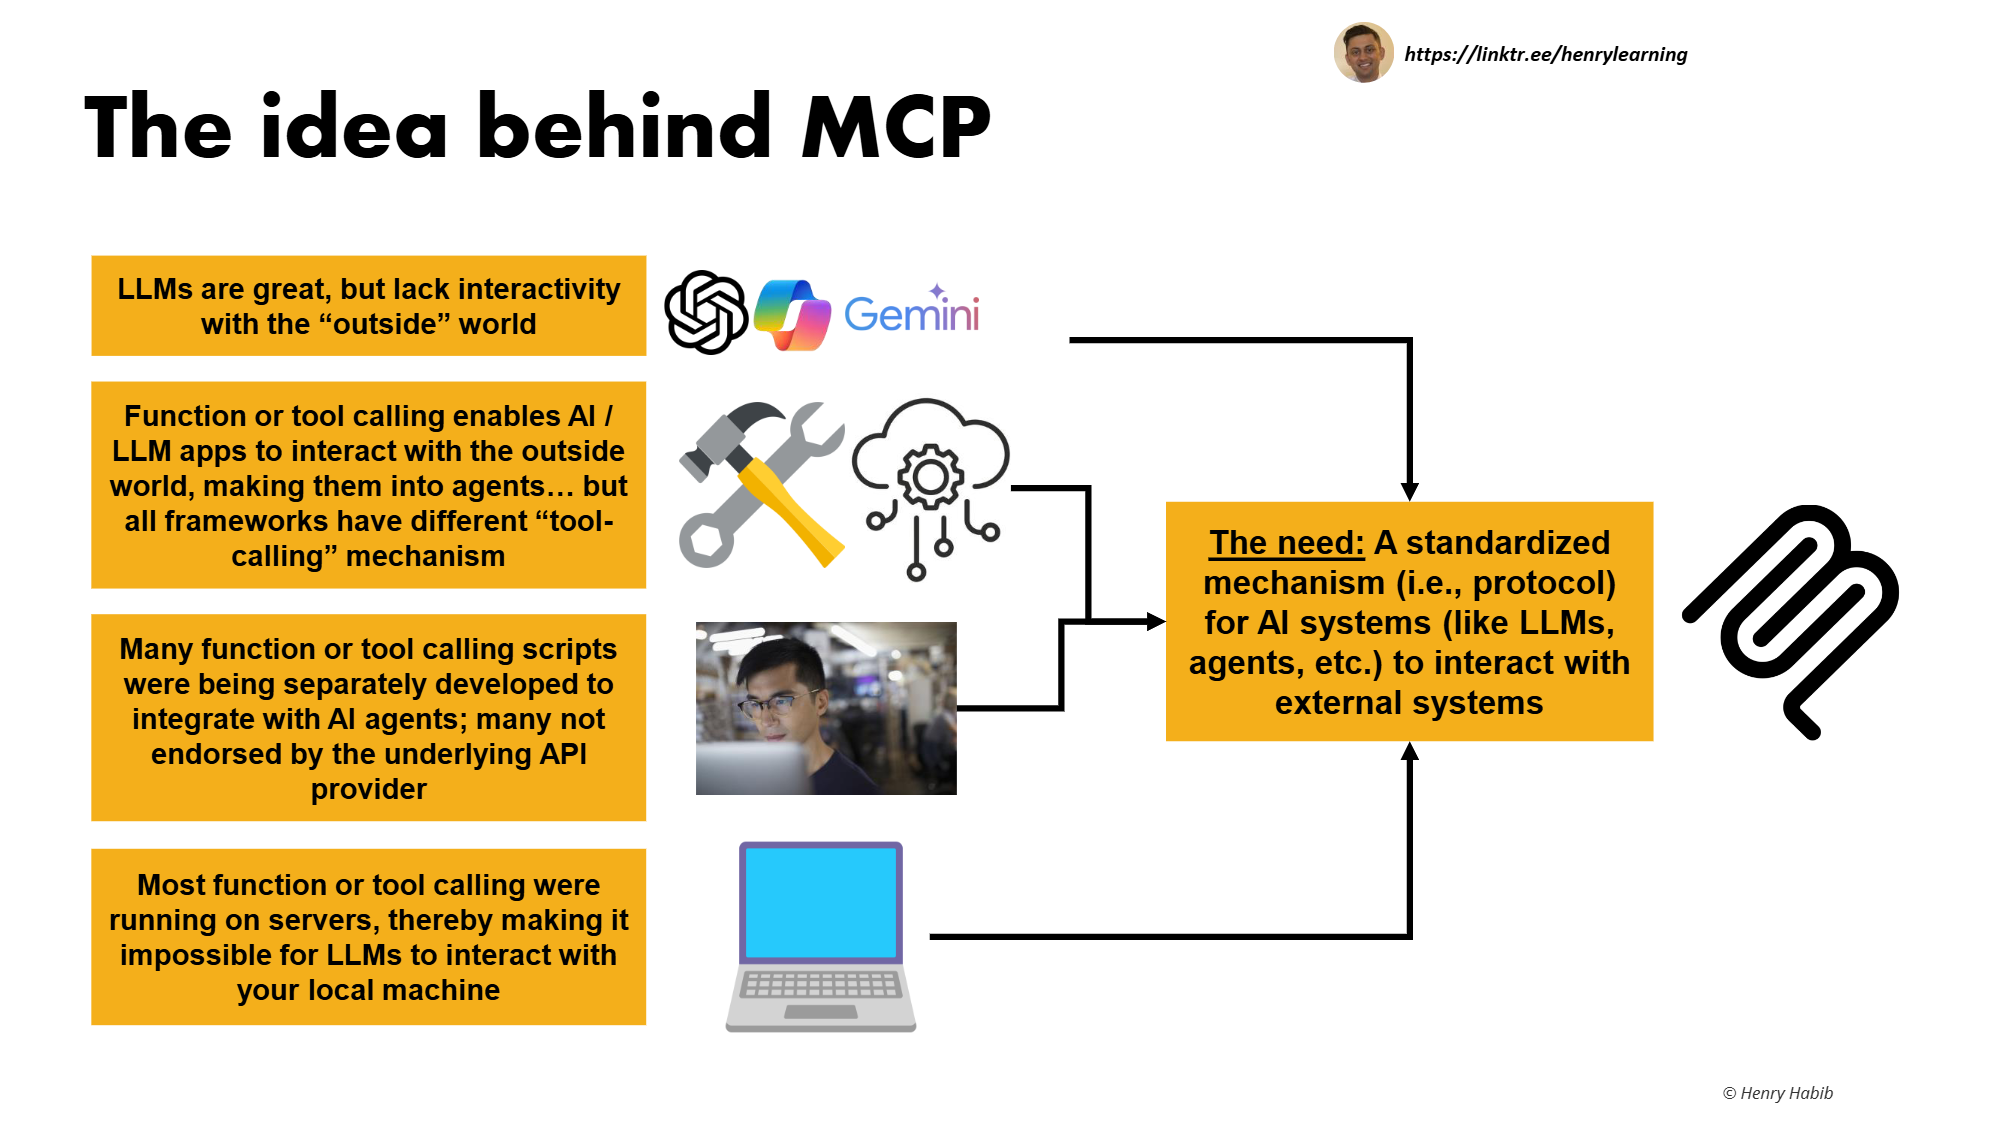 https://linktr.ee/henrylearning
The idea behind MCP
LLMs are great, but lack interactivity
with the “outside” world
Gemini
Function or tool calling enables AI /
LLM apps to interact with the outside
world, making them into agents… but
all frameworks have different “tool-
calling” mechanism
Many function or tool calling scripts
were being separately developed to
integrate with AI agents; many not
endorsed by the underlying API
provider
Most function or tool calling were
running on servers, thereby making it
impossible for LLMs to interact with
your local machine
The need: A standardized
mechanism (i.e., protocol)
for AI systems (like LLMs,
agents, etc.) to interact with
external systems
© Henry Habib